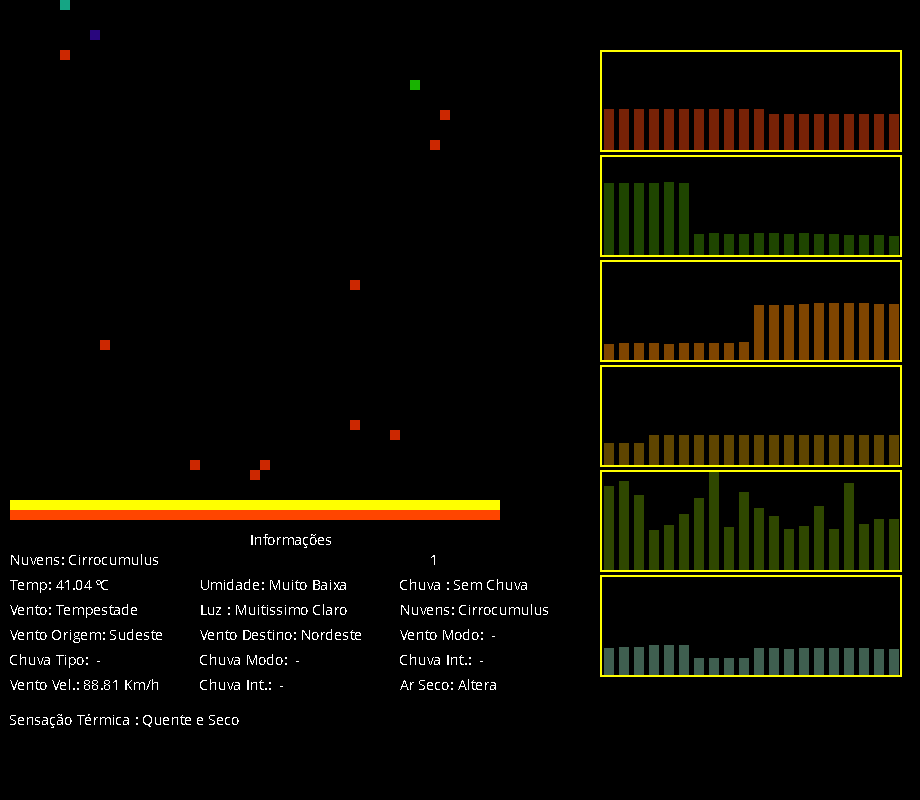 Informações
Nuvens: Cirrocumulus 1
Temp: 41.04 ºC Umidade: Muito Baixa Chuva : Sem Chuva
Vento: Tempestade Luz : Muitissimo Claro Nuvens: Cirrocumulus
Vento Origem: Sudeste Vento Destino: Nordeste Vento Modo: -
Chuva Tipo: - Chuva Modo: - Chuva Int.: -
Vento Vel.: 88.81 Km/h Chuva Int.: - Ar Seco: Altera
Sensação Térmica : Quente e Seco